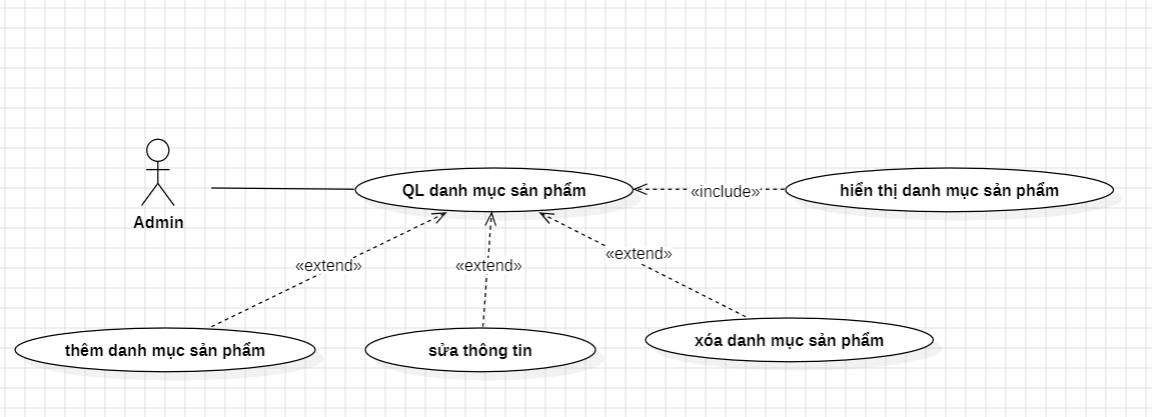 QL danh mục sản phẩm
«include»
hiển thị danh mục sản phẩm
Admin
«extend»
«extend»
«extend»
thêm danh mục sản phẩm
sửa thông tin
xóa danh mục sản phẩm